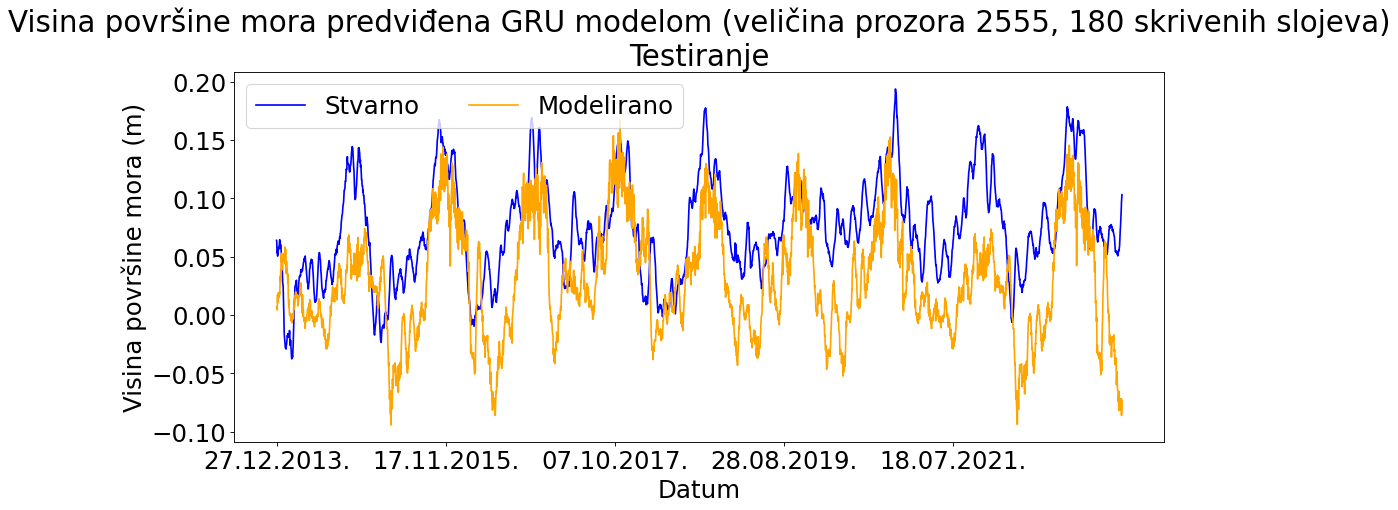 Visina površine mora predviđena GRU modelom (veličina prozora 2555, 180 skrivenih slojeva)
Testiranje
Stvarno Modelirano
Visina površine mora (m)
0.20
0.15
0.10
0.05
0.00
−0.05
−0.10
27.12.2013. 17.11.2015. 07.10.2017. 28.08.2019. 18.07.2021.
Datum